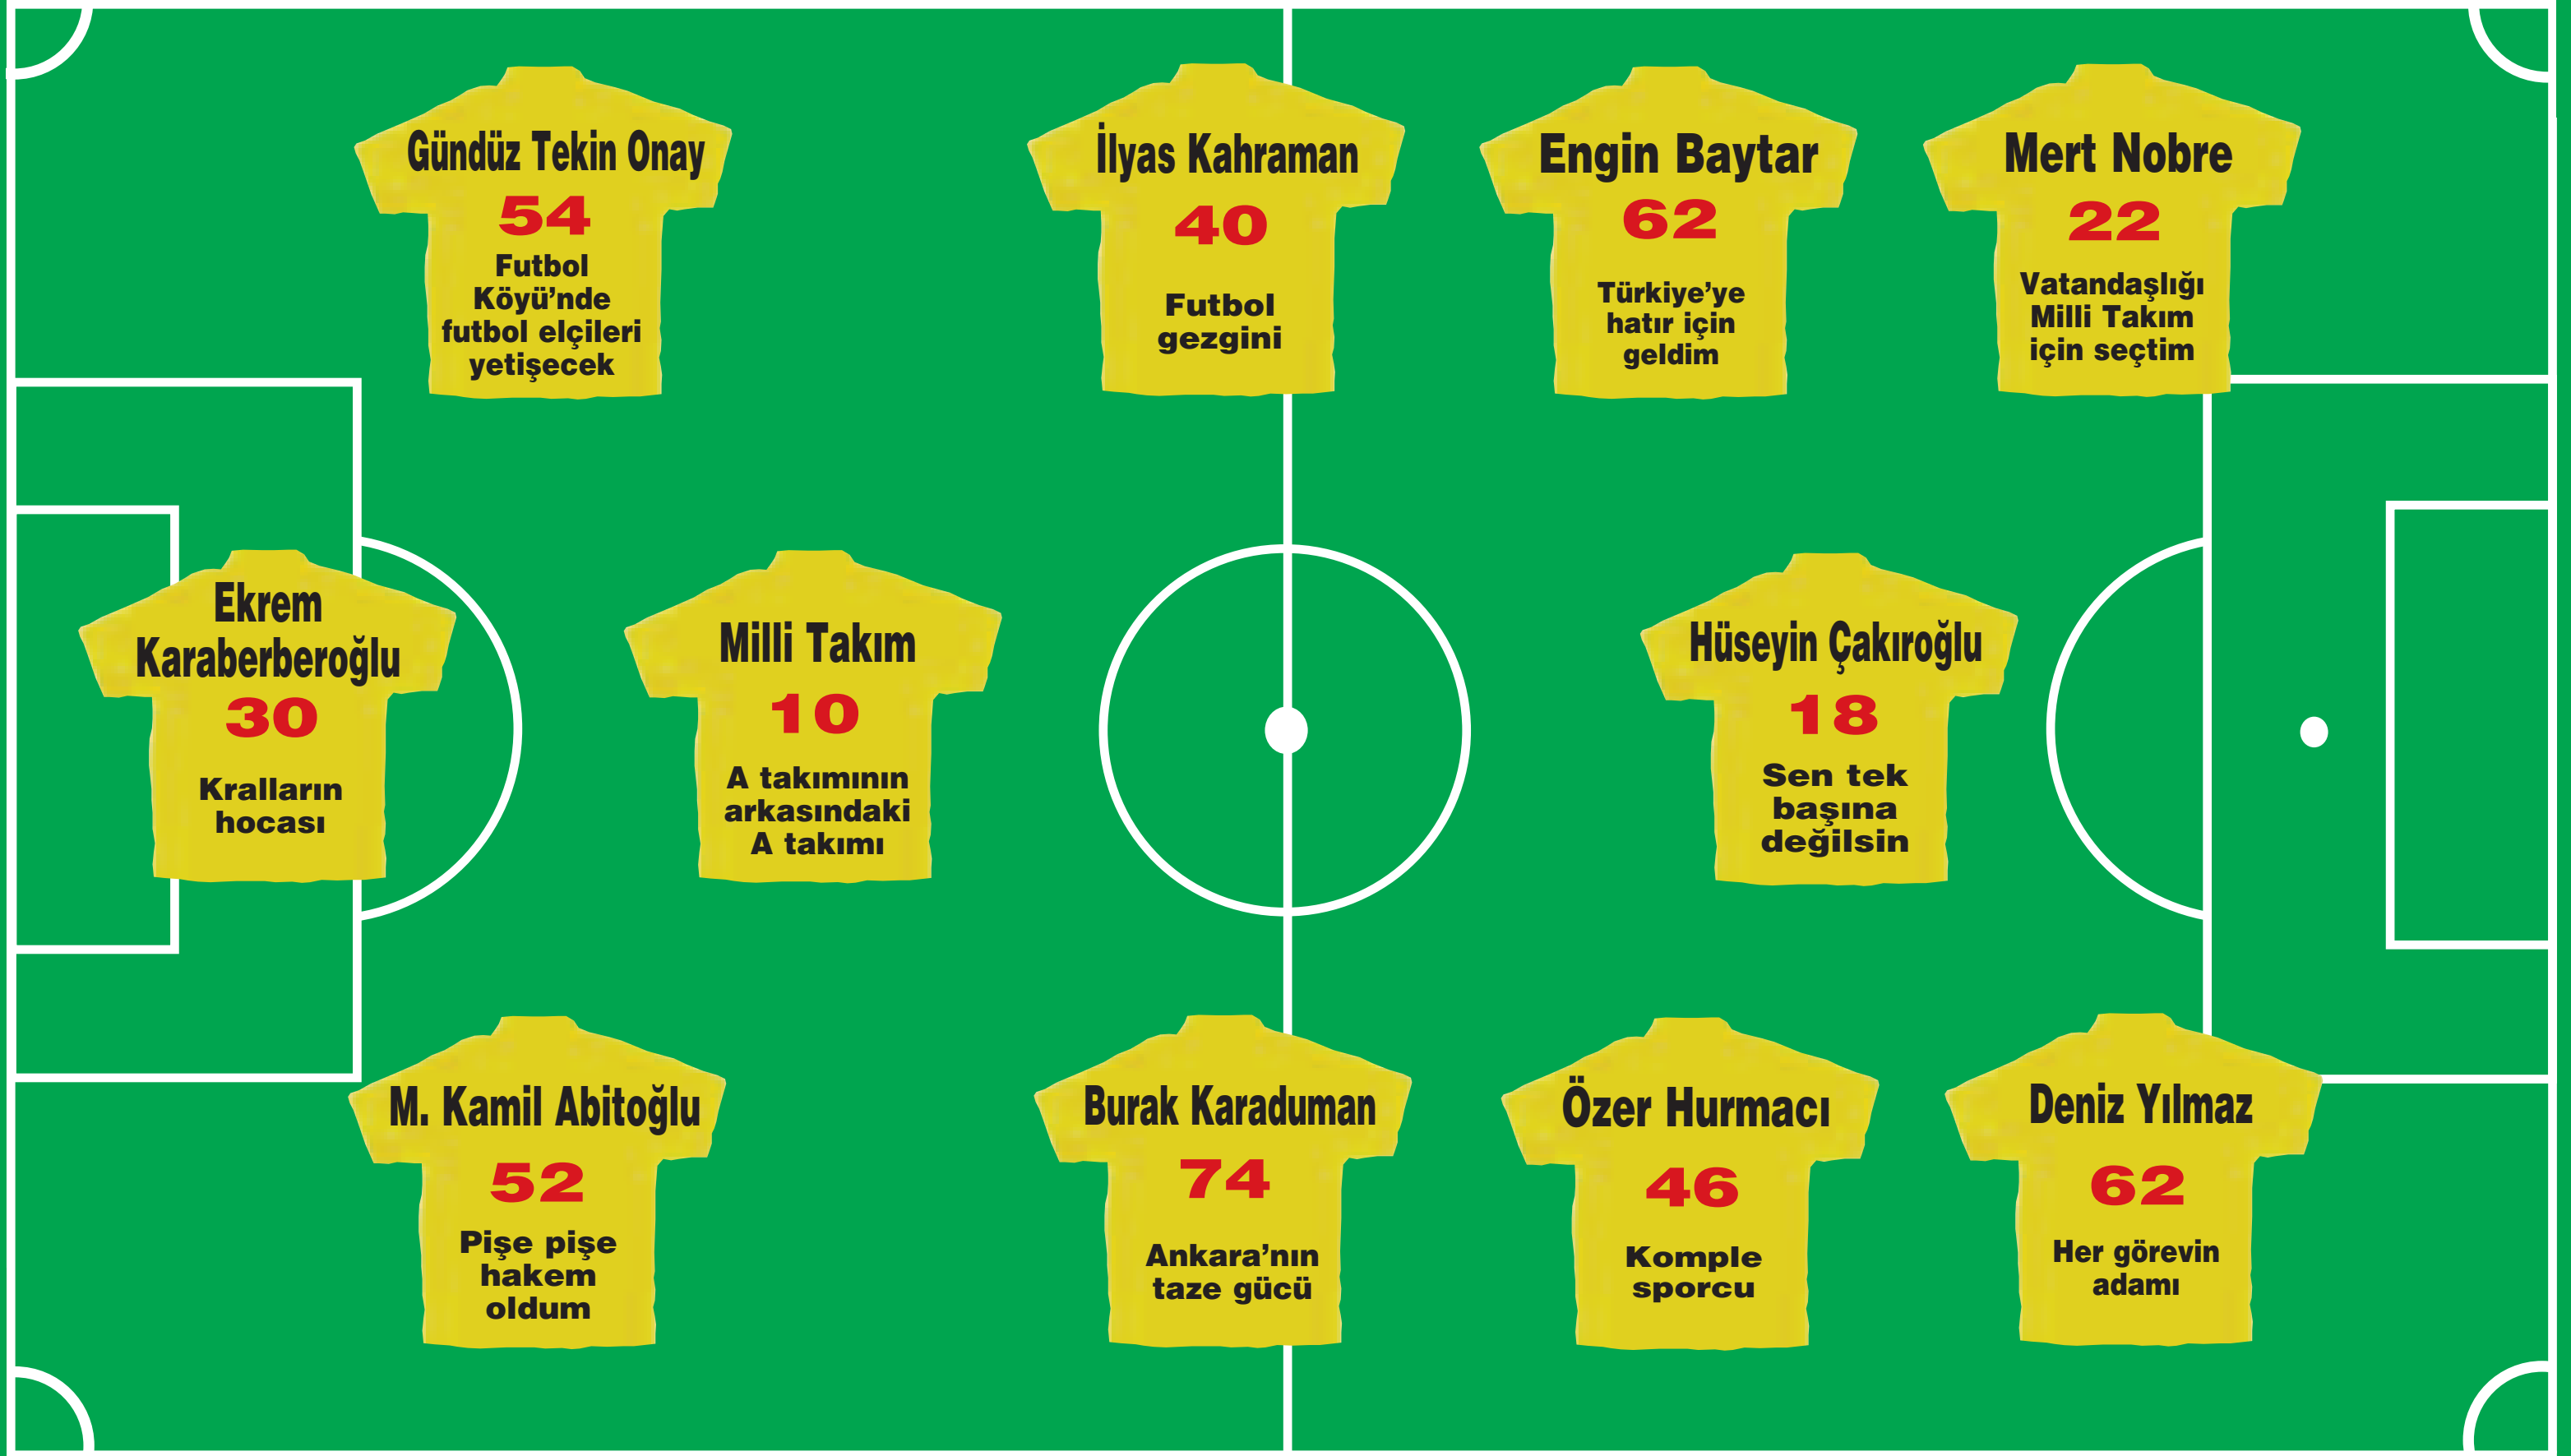 Gündüz Tekin Onay
54
Futbol
Köyü’nde
futbol elçileri
yetişecek
İlyas Kahraman
40
Futbol
gezgini
Engin Baytar
62
Türkiye’ye
hatır için
geldim
Mert Nobre
22
Vatandaşlığı
Milli Takım
için seçtim
Ekrem
Karaberberoğlu
30
Kralların
hocası
Milli Takım
10
A takımının
arkasındaki
A takımı
Hüseyin Çakıroğlu
18
Sen tek
başına
değilsin
M. Kamil Abitoğlu
52
Pişe pişe
hakem
oldum
Burak Karaduman
74
Ankara’nın
taze gücü
Özer Hurmacı
46
Komple
sporcu
Deniz Yılmaz
62
Her görevin
adamı